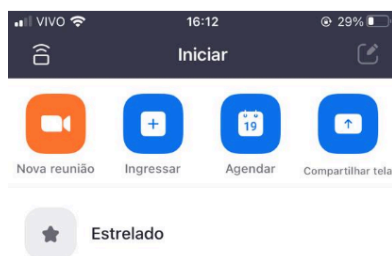 VIVO 16:12 29%
Iniciar
19
Nova reunião Ingressar Agendar Compartilhar tela
Estrelado